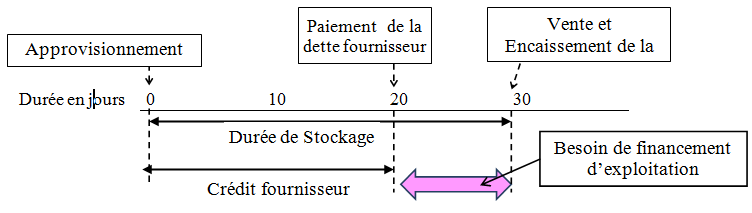 Approvisionnement
Paiement de la
dette fournisseur
Vente et
Encaissement de la
Durée en jours 0 10 20 30
Durée de Stockage
Crédit fournisseur
Besoin de financement
d'exploitation